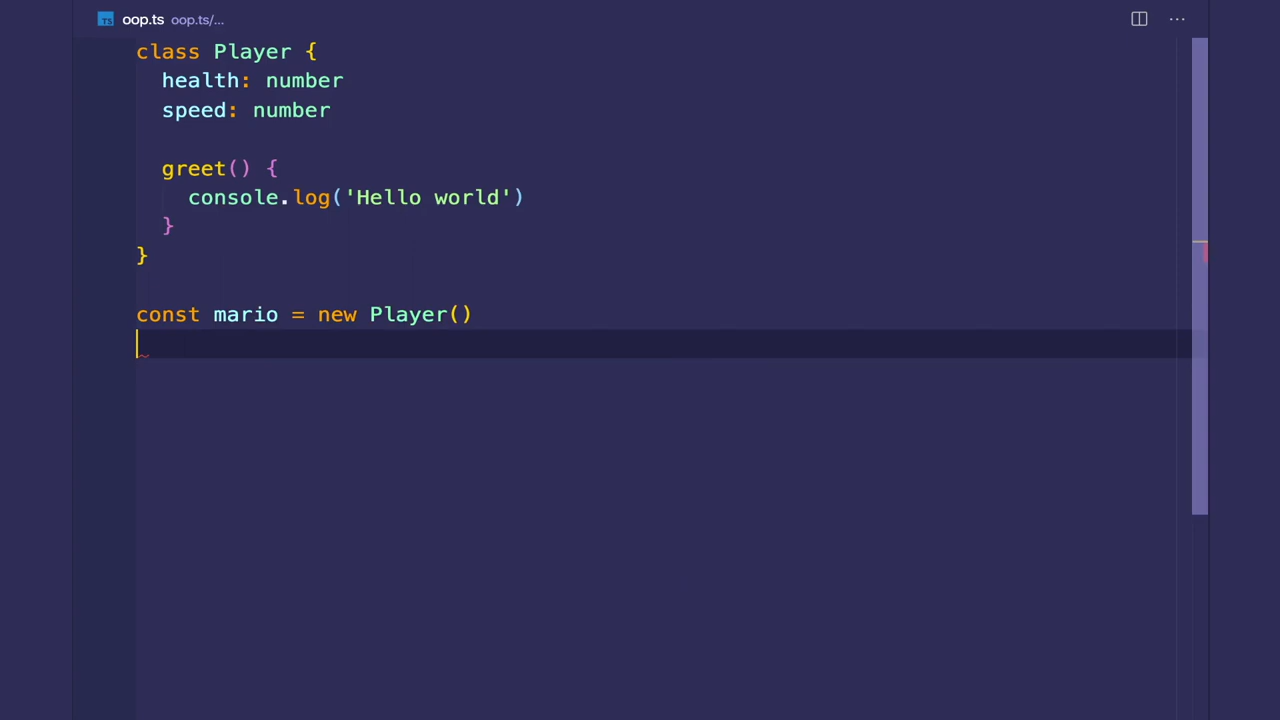 TS oop.ts oop.ts/...
class Player {
health: number
speed: number
greet() {
console.log('Hello world')
}
}
const mario = new Player()